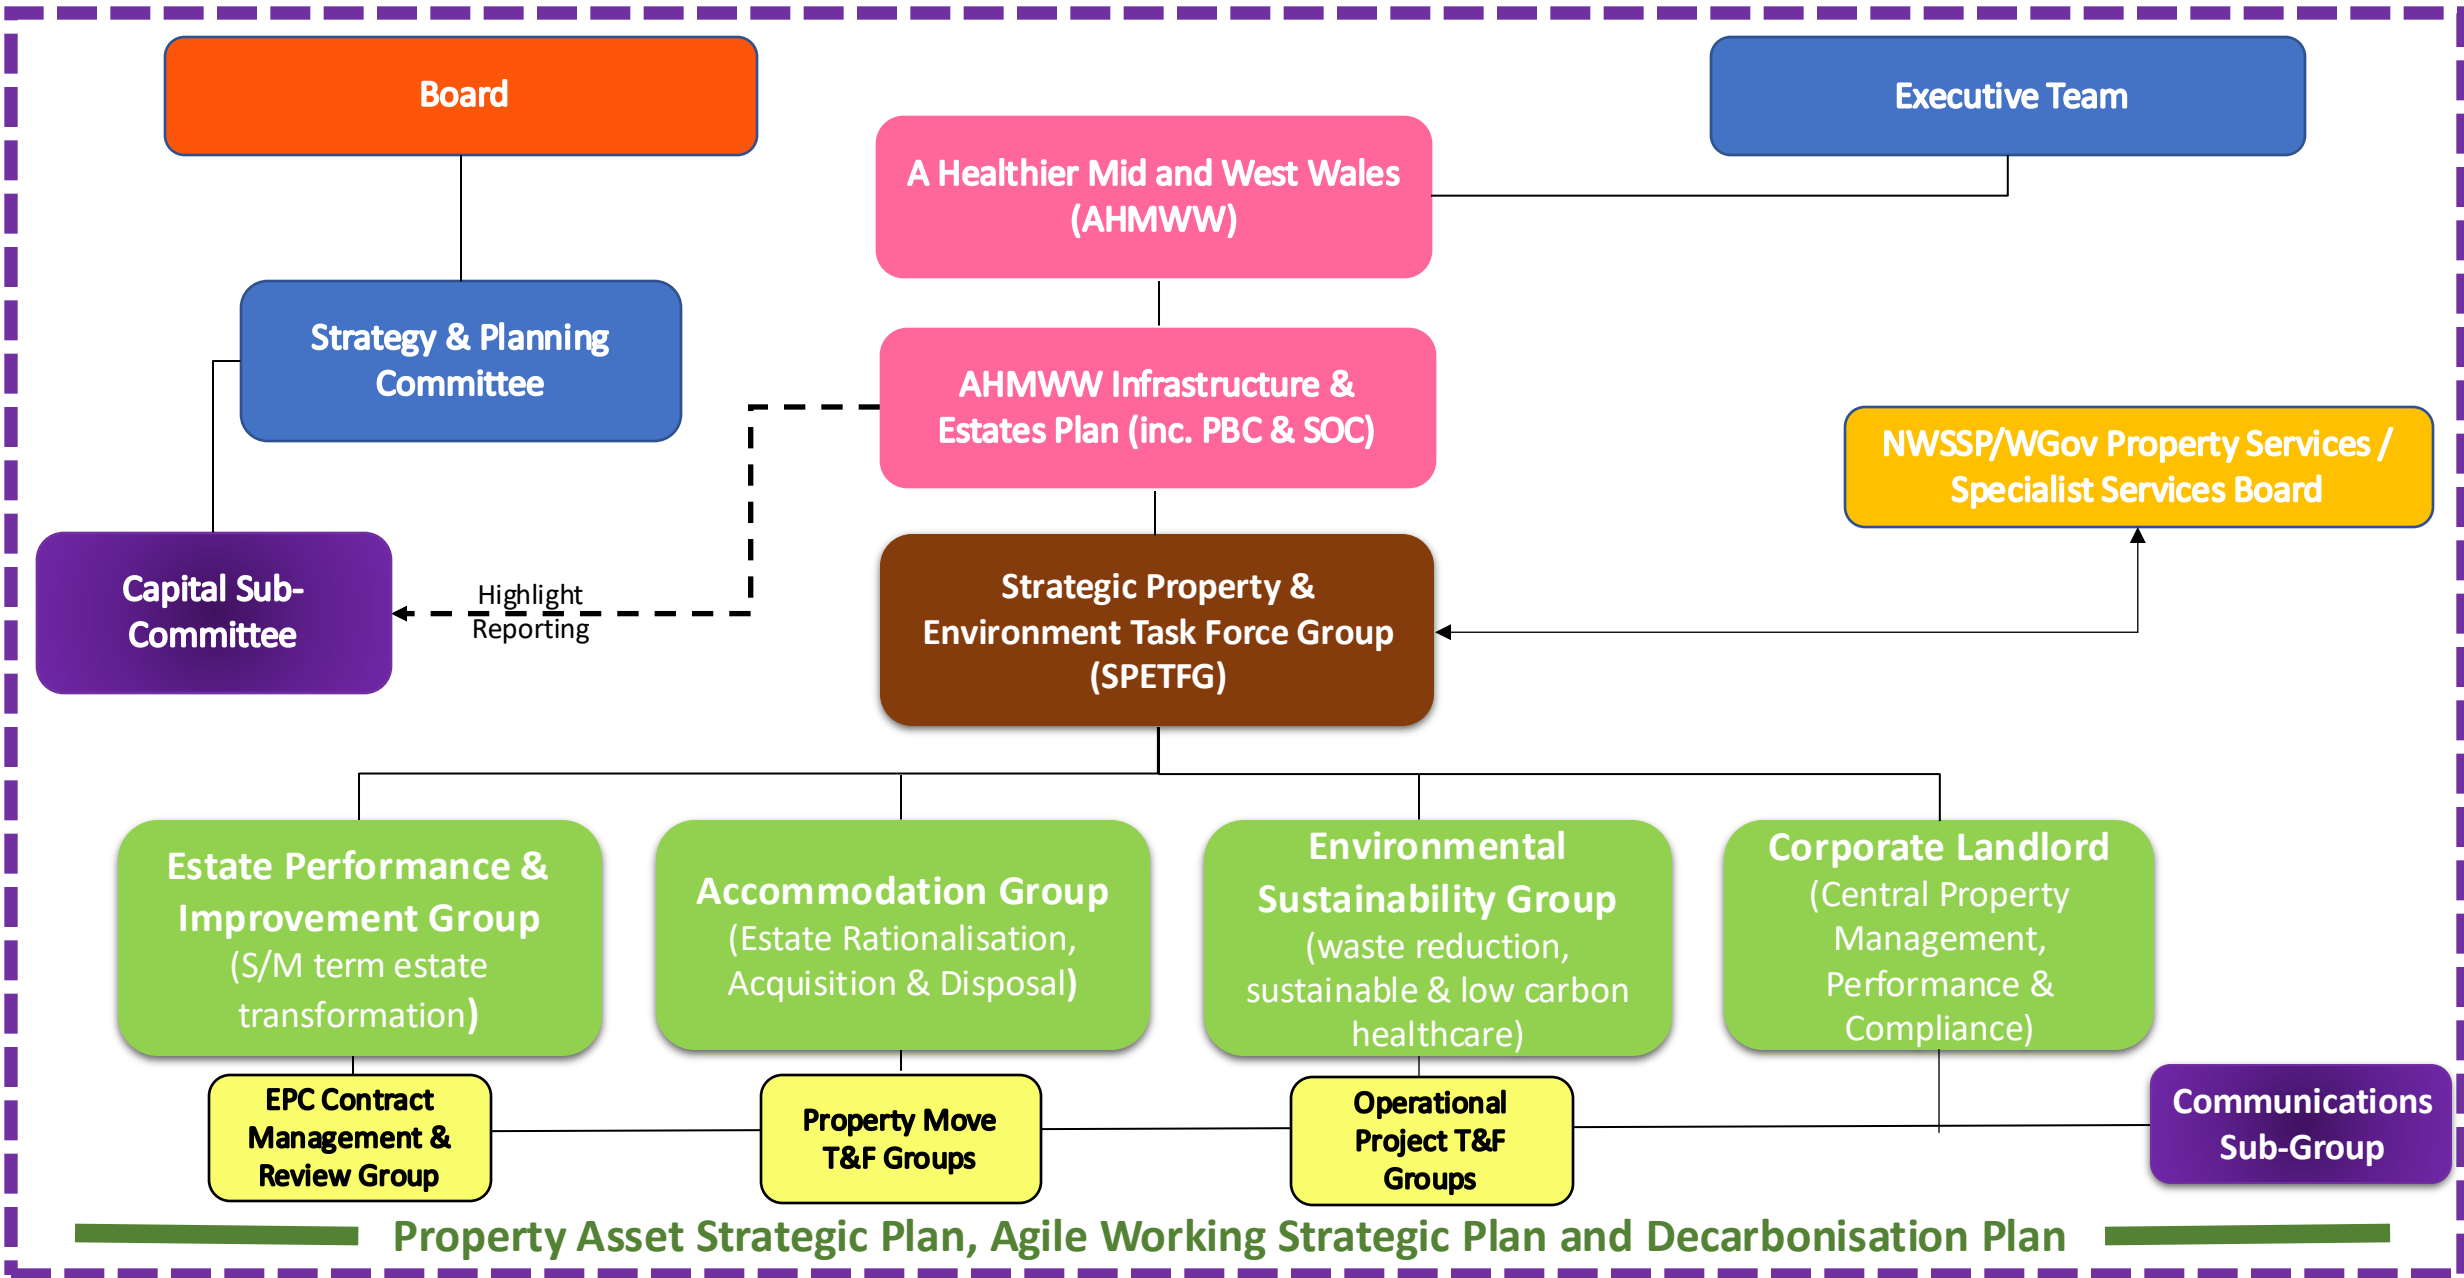 Board
Executive Team
A Healthier Mid and West Wales
(AHMWW)
Strategy & Planning
Committee
AHMWW Infrastructure &
Estates Plan (inc. PBC & SOC)
NWSSP/WGov Property Services /
Specialist Services Board
Capital Sub-
Committee
Highlight
Reporting
Strategic Property &
Environment Task Force Group
(SPETFG)
Estate Performance &
Improvement Group
(S/M term estate
transformation)
Accommodation Group
(Estate Rationalisation,
Acquisition & Disposal)
Environmental
Sustainability Group
(waste reduction,
sustainable & low carbon
healthcare)
Corporate Landlord
(Central Property
Management,
Performance &
Compliance)
EPC Contract
Management &
Review Group
Property Move
T&F Groups
Operational
Project T&F
Groups
Communications
Sub-Group
Property Asset Strategic Plan, Agile Working Strategic Plan and Decarbonisation Plan